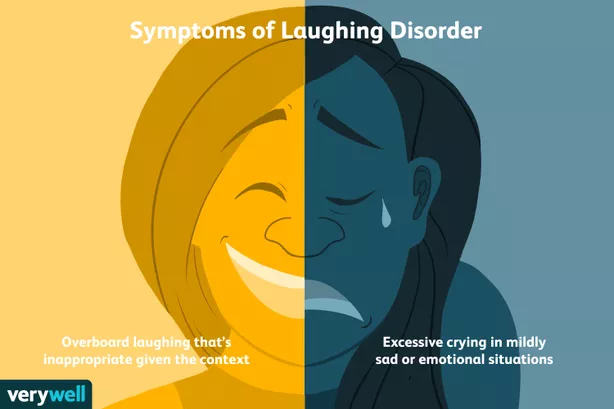 Symptoms of Laughing Disorder
Overboard laughing that's
inappropriate given the context
Excessive crying in mildly
sad or emotional situations
verywell